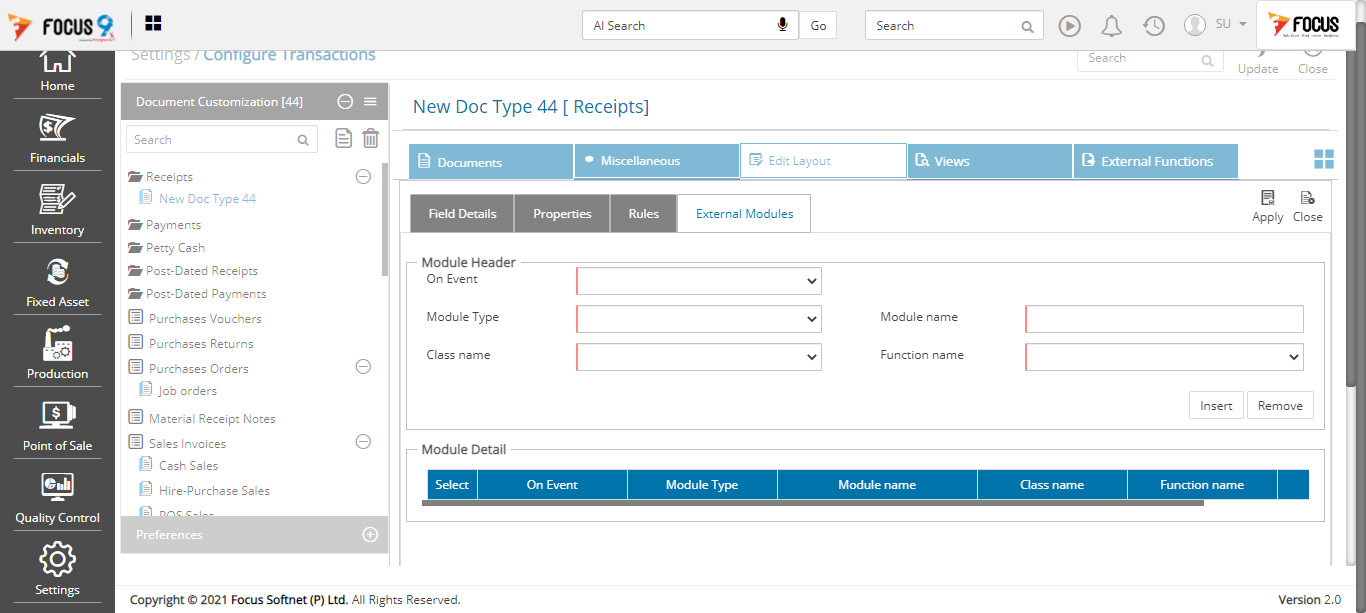 FOCUS 9
AI Search
Go
Search
SU
FOCUS
Settings / Configure Transactions
Search
Update
Close
Home
Financials
Inventory
Fixed Asset
Production
Point of Sale
Quality Control
Settings
Document Customization [44]
Search
Receipts
New Doc Type 44
Payments
Petty Cash
Post-Dated Receipts
Post-Dated Payments
Purchases Vouchers
Purchases Returns
Purchases Orders
Job orders
Material Receipt Notes
Sales Invoices
Cash Sales
Hire-Purchase Sales
POS Sales
Preferences
New Doc Type 44 [ Receipts]
Documents
Miscellaneous
Edit Layout
Views
External Functions
Field Details
Properties
Rules
External Modules
Apply
Close
Module Header
On Event
Module Type
Module name
Class name
Function name
Insert
Remove
Module Detail
Select
On Event
Module Type
Module name
Class name
Function name
Copyright © 2021 Focus Softnet (P) Ltd. All Rights Reserved.
Version 2.0